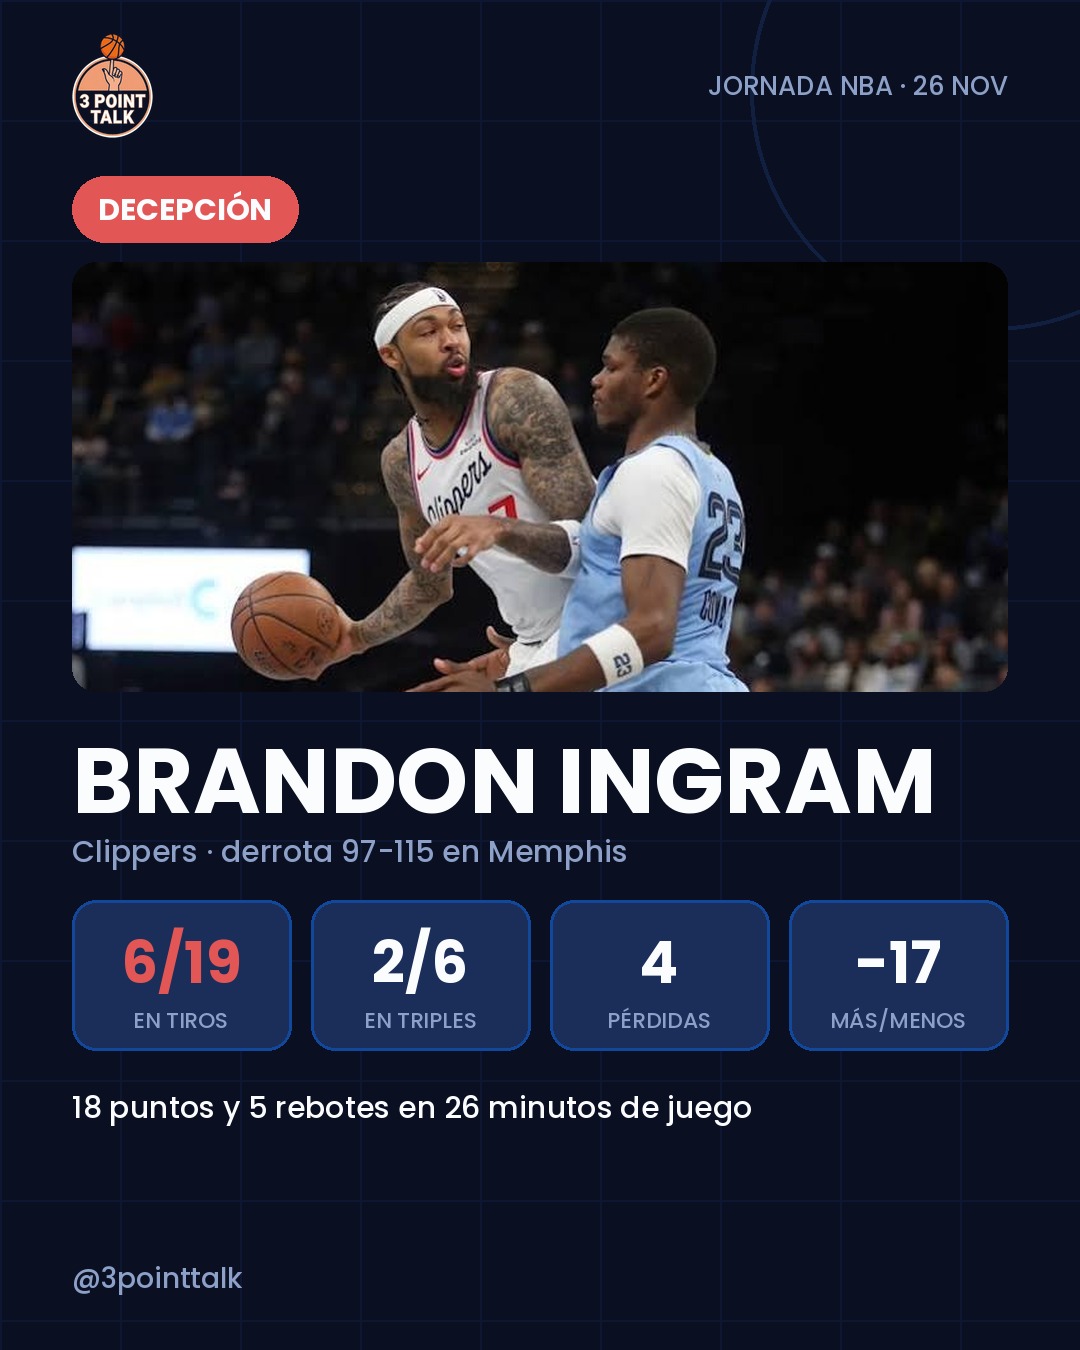 3 POINT
TALK
JORNADA NBA · 26 NOV
DECEPCIÓN
Clippers
23
23
BRANDON INGRAM
Clippers · derrota 97-115 en Memphis
6/19
EN TIROS
2/6
EN TRIPLES
4
PÉRDIDAS
-17
MÁS/MENOS
18 puntos y 5 rebotes en 26 minutos de juego
@3pointtalk